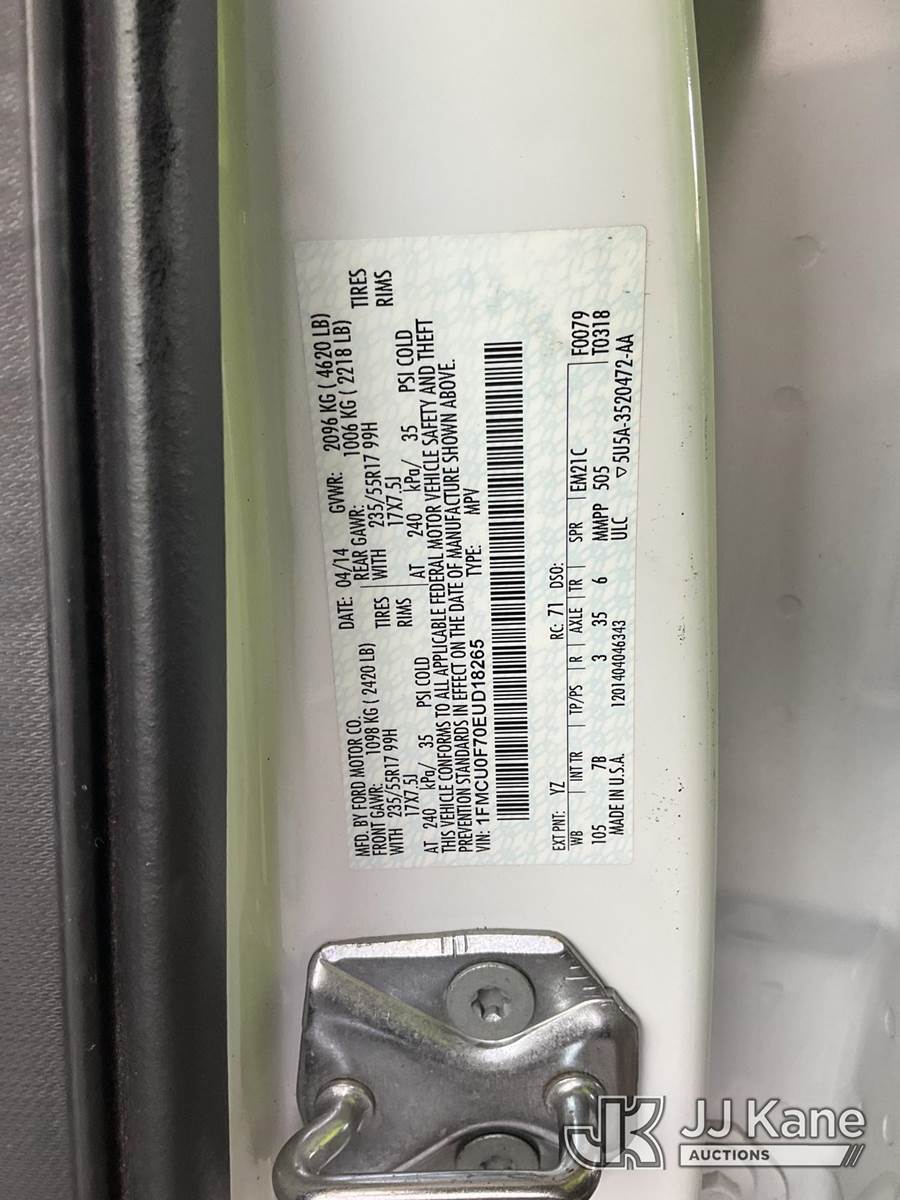 MFD. BY FORD MOTOR CO.
DATE: 04/14 GVWR: 2096 KG ( 4620 LB)
FRONT GAWR: 1098 KG ( 2420 LB) REAR GAWR: 1006 KG ( 2218 LB)
WITH 235/55R17 99H TIRES WITH 235/55R17 99H TIRES
17X7.5J RIMS 17X7.5J RIMS
AT 240 kPa/ 35 PSI COLD AT 240 kPa/ 35 PSI COLD
THIS VEHICLE CONFORMS TO ALL APPLICABLE FEDERAL MOTOR VEHICLE SAFETY AND THEFT
PREVENTION STANDARDS IN EFFECT ON THE DATE OF MANUFACTURE SHOWN ABOVE.
VIN: 1FMCU0F70EUD18265 TYPE: MPV
EXT PNT: YZ RC: 71 DSO: F0079
WB INT TR TP/PS R AXLE TR SPR EM21C T0318
105 7B 3 35 6 MMPP 505
MADE IN U.S.A. 1201404046343 ULC ▽5U5A-3520472-AA
JK JJ Kane
AUCTIONS